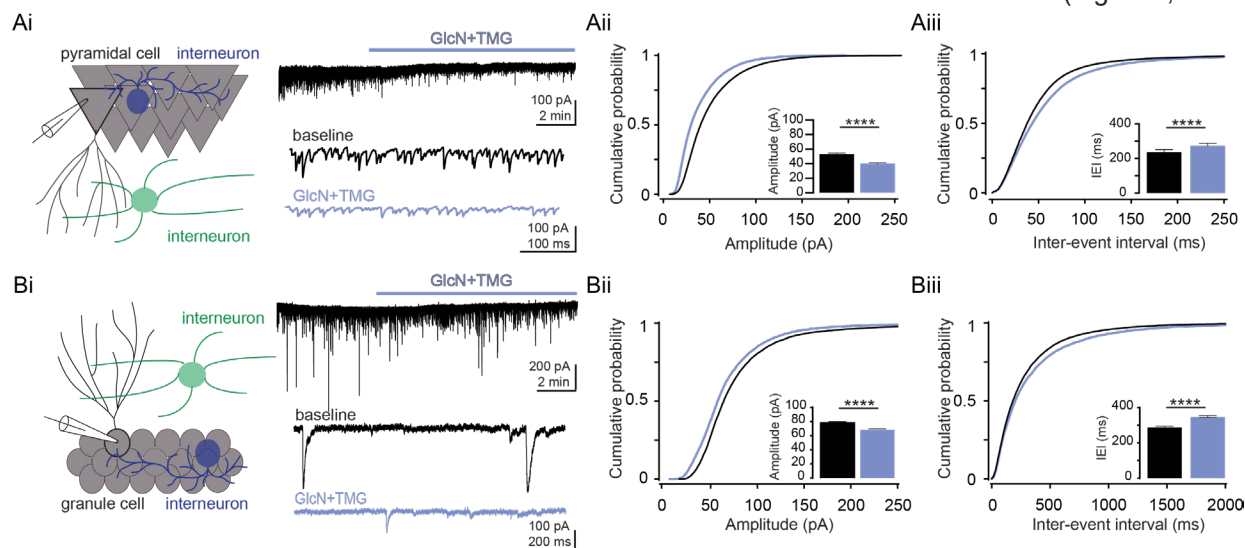 Ai
pyramidal cell
interneuron
interneuron
GlcN+TMG
100 pA
2 min
baseline
GlcN+TMG
100 pA
100 ms
Aii
Cumulative probability
1
0.5
0
50
100
150
200
250
Amplitude (pA)
****
Amplitude (pA)
100
80
60
40
20
0
Aiii
Cumulative probability
1
0.5
0
50
100
150
200
250
Inter-event interval (ms)
****
IEI (ms)
400
200
0
Bi
interneuron
granule cell
interneuron
GlcN+TMG
200 pA
2 min
baseline
GlcN+TMG
100 pA
200 ms
Bii
Cumulative probability
1
0.5
0
50
100
150
200
250
Amplitude (pA)
****
Amplitude (pA)
100
80
60
40
20
0
Biii
Cumulative probability
1
0.5
0
500
1000
1500
2000
Inter-event interval (ms)
****
IEI (ms)
400
200
0